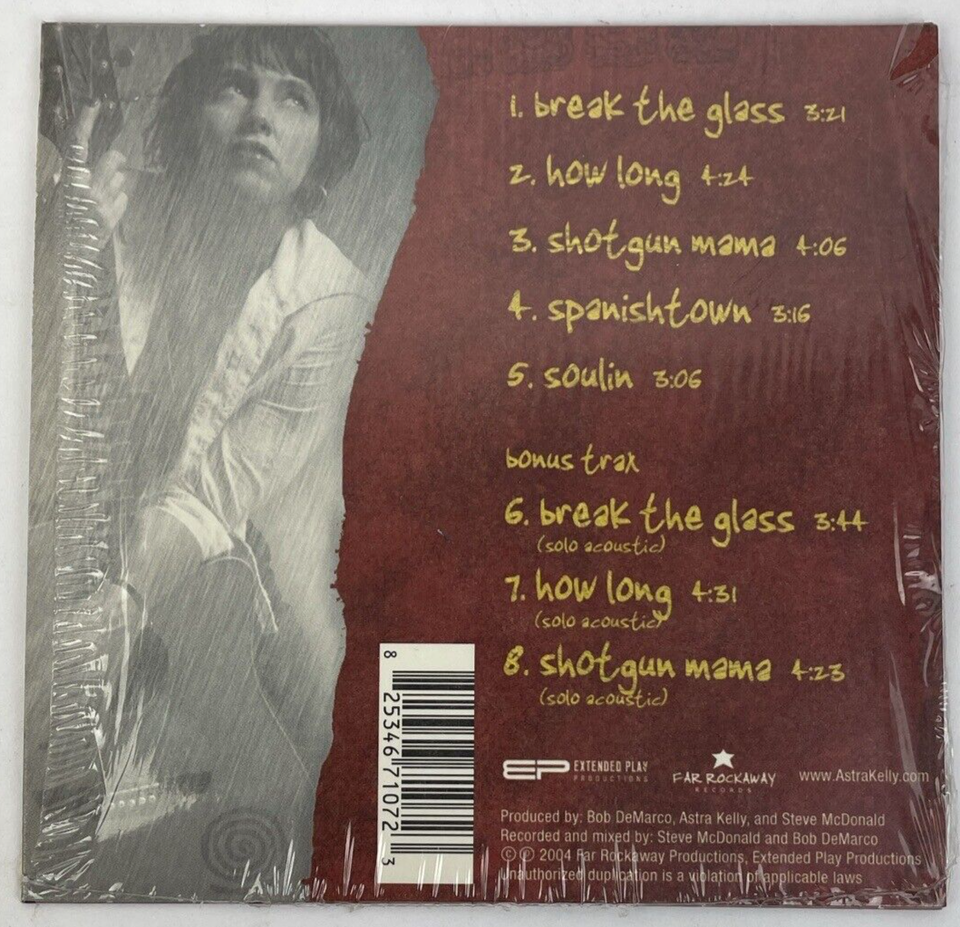 1. break the glass 3:21
2. how long 4:24
3. shotgun mama 4:06
4. spanishtown 3:16
5. soulin 3:06
bonus trax
6. break the glass 3:44
(solo acoustic)
7. how long 4:31
(solo acoustic)
8. shotgun mama 4:23
(solo acoustic)
8 25346 71072 3
EP EXTENDED PLAY
PRODUCTIONS
FAR ROCKAWAY
RECORDS
www.AstraKelly.com
Produced by: Bob DeMarco, Astra Kelly, and Steve McDonald
Recorded and mixed by: Steve McDonald and Bob DeMarco
© ℗ 2004 Far Rockaway Productions, Extended Play Productions
Unauthorized duplication is a violation of applicable laws